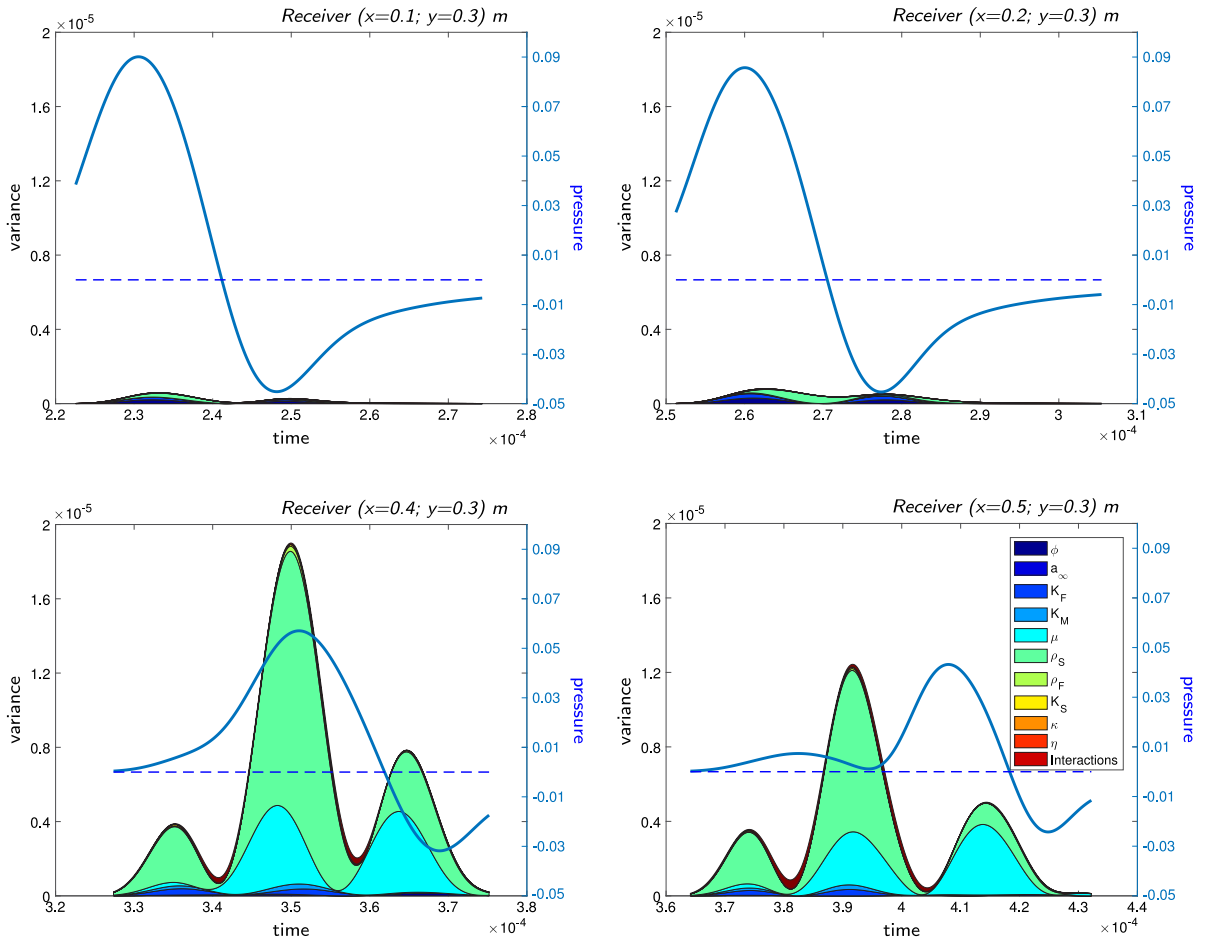 Receiver (x=0.1; y=0.3) m
×10⁻⁵
2
1.6
1.2
0.8
0.4
0
variance
0.09
0.07
0.05
0.03
0.01
-0.01
-0.03
-0.05
pressure
2.2 2.3 2.4 2.5 2.6 2.7 2.8
time
×10⁻⁴
Receiver (x=0.2; y=0.3) m
×10⁻⁵
2
1.6
1.2
0.8
0.4
0
variance
0.09
0.07
0.05
0.03
0.01
-0.01
-0.03
-0.05
pressure
2.5 2.6 2.7 2.8 2.9 3 3.1
time
×10⁻⁴
Receiver (x=0.4; y=0.3) m
×10⁻⁵
2
1.6
1.2
0.8
0.4
0
variance
0.09
0.07
0.05
0.03
0.01
-0.01
-0.03
-0.05
pressure
3.2 3.3 3.4 3.5 3.6 3.7 3.8
time
×10⁻⁴
Receiver (x=0.5; y=0.3) m
×10⁻⁵
2
1.6
1.2
0.8
0.4
0
variance
ϕ
a_∞
K_F
K_M
μ
ρ_S
ρ_F
K_S
κ
η
Interactions
0.09
0.07
0.05
0.03
0.01
-0.01
-0.03
-0.05
pressure
3.6 3.7 3.8 3.9 4 4.1 4.2 4.3 4.4
time
×10⁻⁴